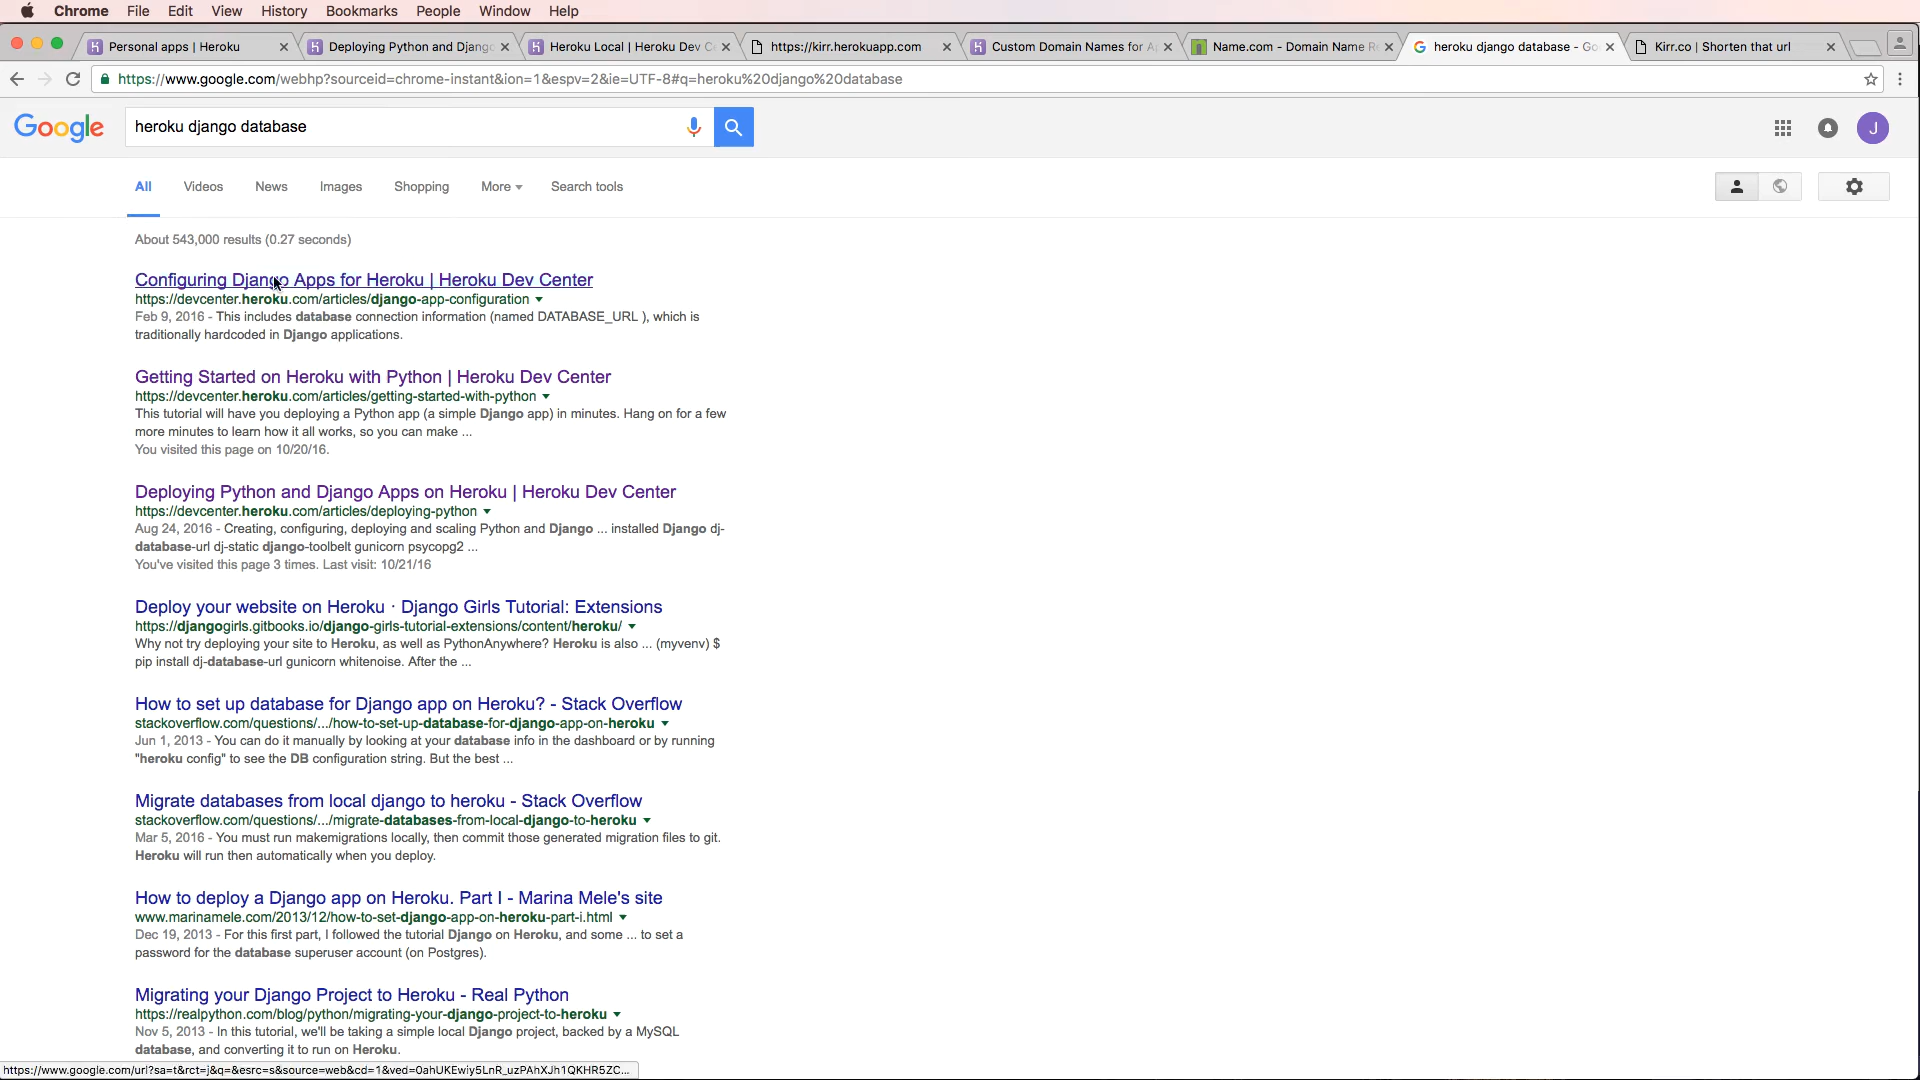 Chrome File Edit View History Bookmarks People Window Help
Personal apps | Heroku
Deploying Python and Django
Heroku Local | Heroku Dev C
https://kirr.herokuapp.com
Custom Domain Names for A
Name.com - Domain Name R
heroku django database - Go
Kirr.co | Shorten that url
https://www.google.com/webhp?sourceid=chrome-instant&ion=1&espv=2&ie=UTF-8#q=heroku%20django%20database
Google
heroku django database
J
All Videos News Images Shopping More Search tools
About 543,000 results (0.27 seconds)
Configuring Django Apps for Heroku | Heroku Dev Center
https://devcenter.heroku.com/articles/django-app-configuration
Feb 9, 2016 - This includes database connection information (named DATABASE_URL ), which is
traditionally hardcoded in Django applications.
Getting Started on Heroku with Python | Heroku Dev Center
https://devcenter.heroku.com/articles/getting-started-with-python
This tutorial will have you deploying a Python app (a simple Django app) in minutes. Hang on for a few
more minutes to learn how it all works, so you can make ...
You visited this page on 10/20/16.
Deploying Python and Django Apps on Heroku | Heroku Dev Center
https://devcenter.heroku.com/articles/deploying-python
Aug 24, 2016 - Creating, configuring, deploying and scaling Python and Django ... installed Django dj-
database-url dj-static django-toolbelt gunicorn psycopg2 ...
You've visited this page 3 times. Last visit: 10/21/16
Deploy your website on Heroku · Django Girls Tutorial: Extensions
https://djangogirls.gitbooks.io/django-girls-tutorial-extensions/content/heroku/
Why not try deploying your site to Heroku, as well as PythonAnywhere? Heroku is also ... (myvenv) $
pip install dj-database-url gunicorn whitenoise. After the ...
How to set up database for Django app on Heroku? - Stack Overflow
stackoverflow.com/questions/.../how-to-set-up-database-for-django-app-on-heroku
Jun 1, 2013 - You can do it manually by looking at your database info in the dashboard or by running
"heroku config" to see the DB configuration string. But the best ...
Migrate databases from local django to heroku - Stack Overflow
stackoverflow.com/questions/.../migrate-databases-from-local-django-to-heroku
Mar 5, 2016 - You must run makemigrations locally, then commit those generated migration files to git.
Heroku will run then automatically when you deploy.
How to deploy a Django app on Heroku. Part I - Marina Mele's site
www.marinamele.com/2013/12/how-to-set-django-app-on-heroku-part-i.html
Dec 19, 2013 - For this first part, I followed the tutorial Django on Heroku, and some ... to set a
password for the database superuser account (on Postgres).
Migrating your Django Project to Heroku - Real Python
https://realpython.com/blog/python/migrating-your-django-project-to-heroku
Nov 5, 2013 - In this tutorial, we'll be taking a simple local Django project, backed by a MySQL
database, and converting it to run on Heroku.
https://www.google.com/url?sa=t&rct=j&q=&esrc=s&source=web&cd=1&ved=0ahUKEwiy5LnR_uzPAhXJh1QKHR5ZC...